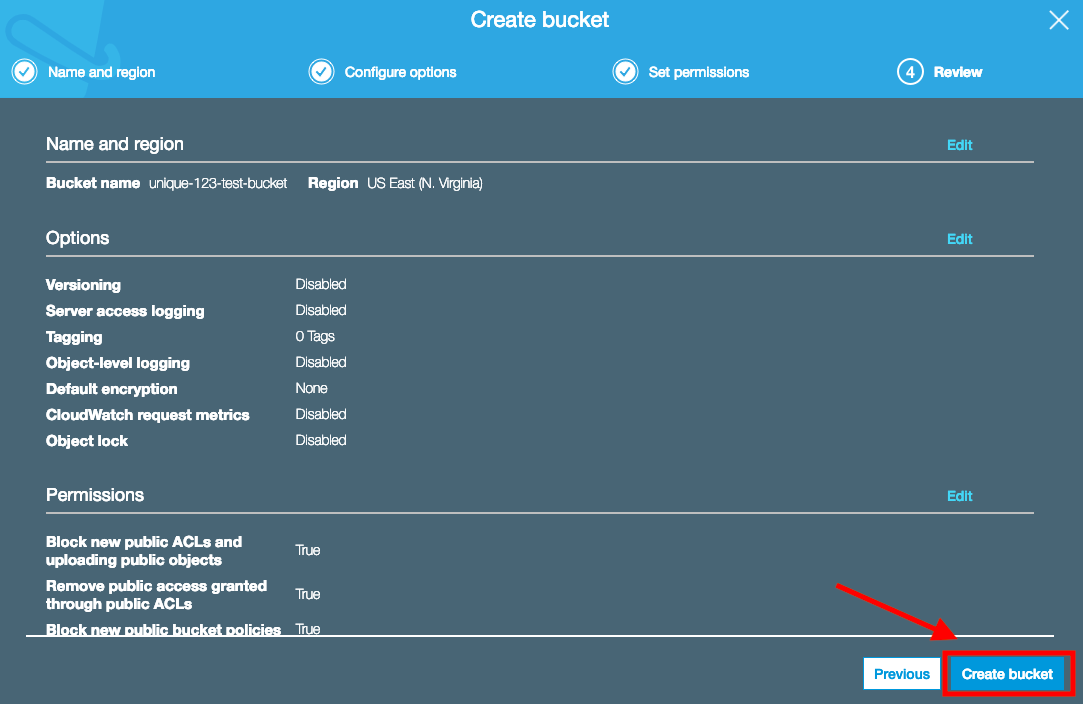 Create bucket
Name and region
Configure options
Set permissions
4 Review
Name and region Edit
Bucket name unique-123-test-bucket Region US East (N. Virginia)
Options Edit
Versioning Disabled
Server access logging Disabled
Tagging 0 Tags
Object-level logging Disabled
Default encryption None
CloudWatch request metrics Disabled
Object lock Disabled
Permissions Edit
Block new public ACLs and
uploading public objects True
Remove public access granted
through public ACLs True
Block new public bucket policies True
Previous Create bucket